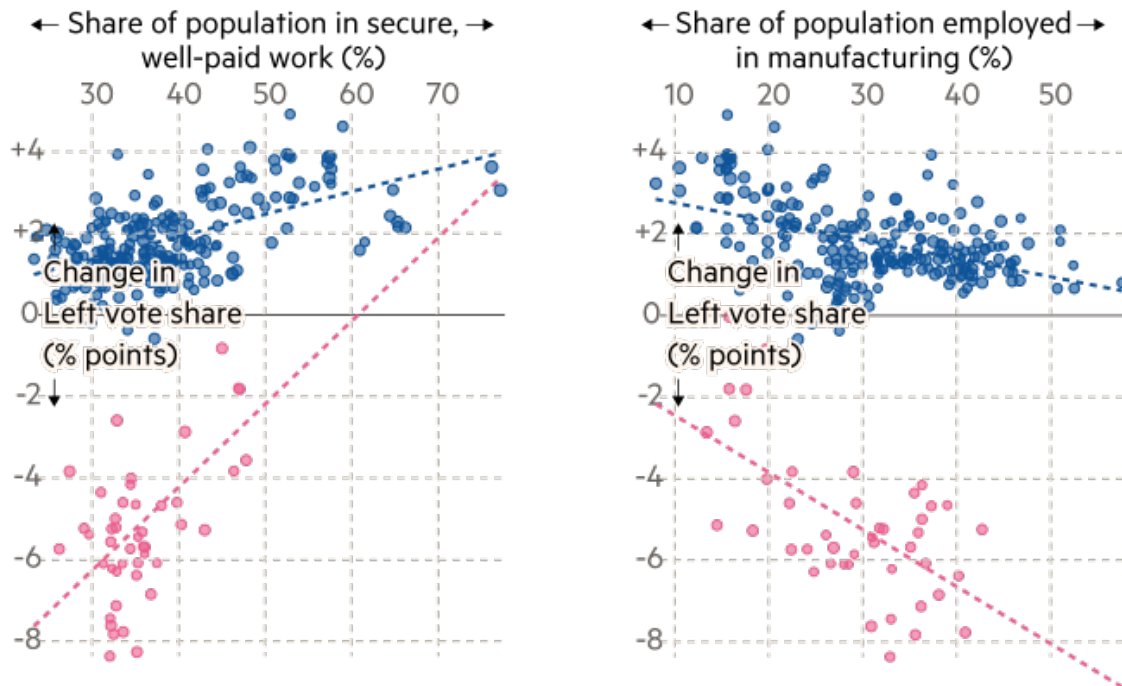 ← Share of population in secure, →
well-paid work (%)
30 40 50 60 70
+4
+2
Change in
0 Left vote share
(% points)
-2
-4
-6
-8
← Share of population employed →
in manufacturing (%)
10 20 30 40 50
+4
+2
Change in
0 Left vote share
(% points)
-2
-4
-6
-8